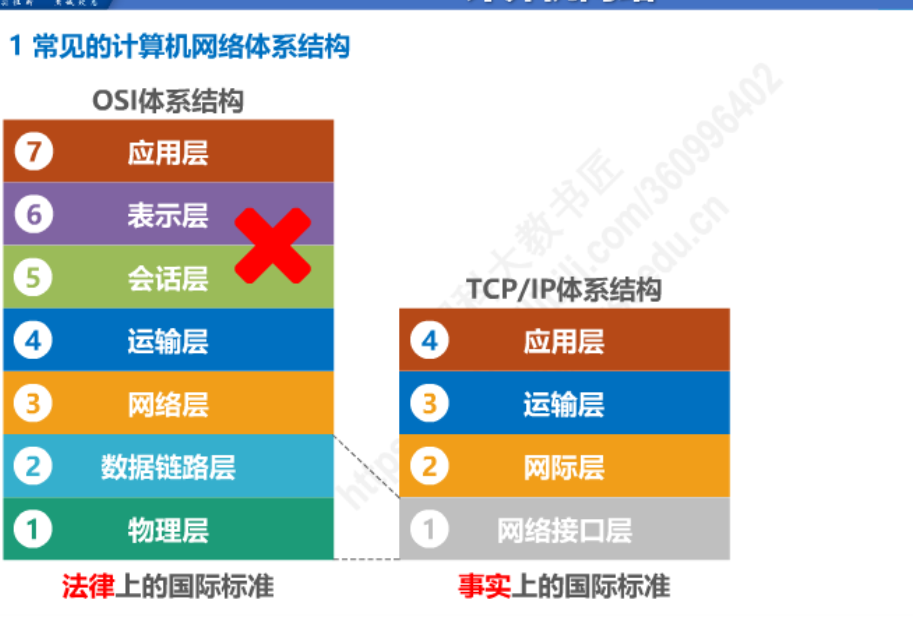 1 常见的计算机网络体系结构
OSI体系结构
7 应用层
6 表示层
5 会话层
4 运输层
3 网络层
2 数据链路层
1 物理层
法律上的国际标准
TCP/IP体系结构
4 应用层
3 运输层
2 网际层
1 网络接口层
事实上的国际标准